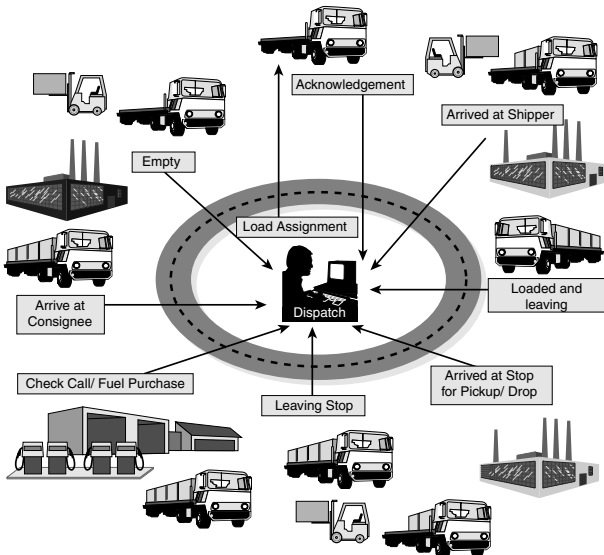 Acknowledgement
Arrived at Shipper
Empty
Load Assignment
Loaded and
leaving
Dispatch
Arrive at
Consignee
Arrived at Stop
for Pickup/ Drop
Check Call/ Fuel Purchase
Leaving Stop